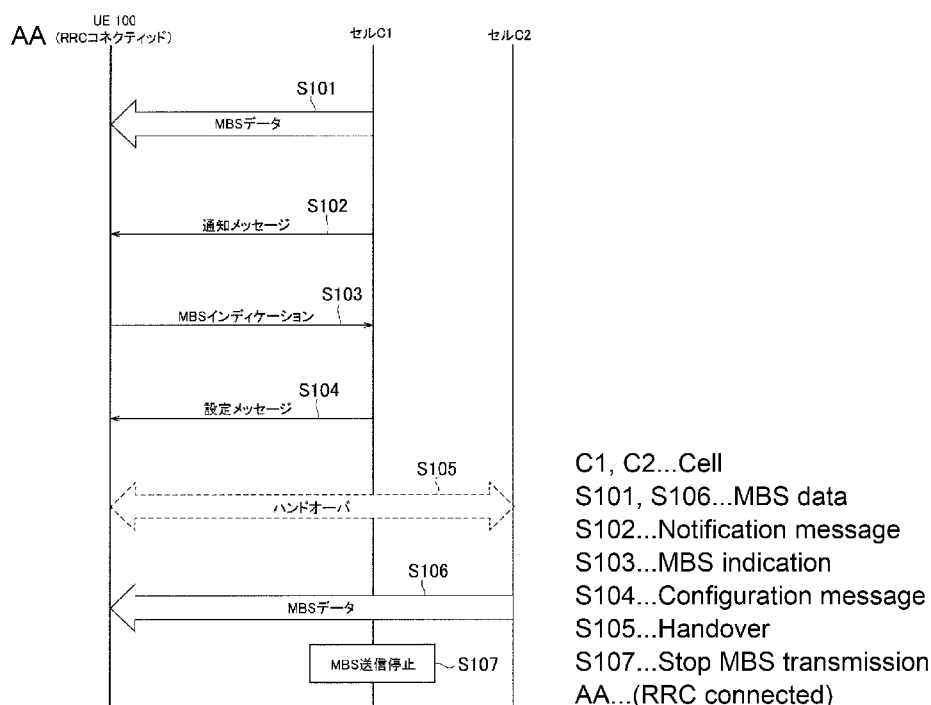 UE 100
AA (RRCコネクティッド)
セルC1
セルC2
S101
MBSデータ
S102
通知メッセージ
S103
MBSインディケーション
S104
設定メッセージ
S105
ハンドオーバ
S106
MBSデータ
MBS送信停止
S107
C1, C2...Cell
S101, S106...MBS data
S102...Notification message
S103...MBS indication
S104...Configuration message
S105...Handover
S107...Stop MBS transmission
AA...(RRC connected)